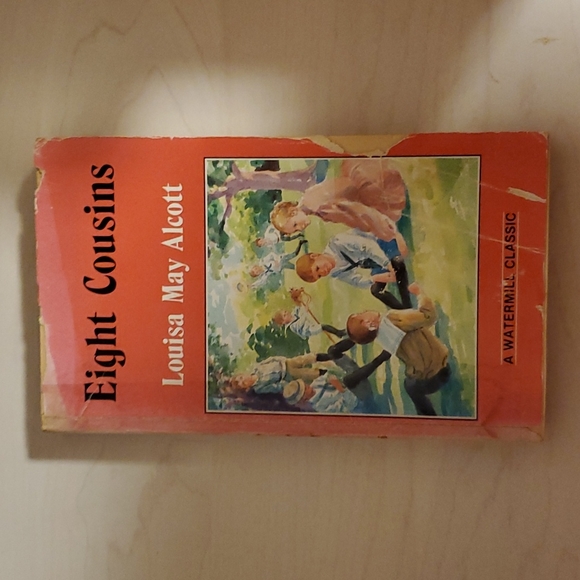 Eight Cousins
Louisa May Alcott
A WATERMILL CLASSIC